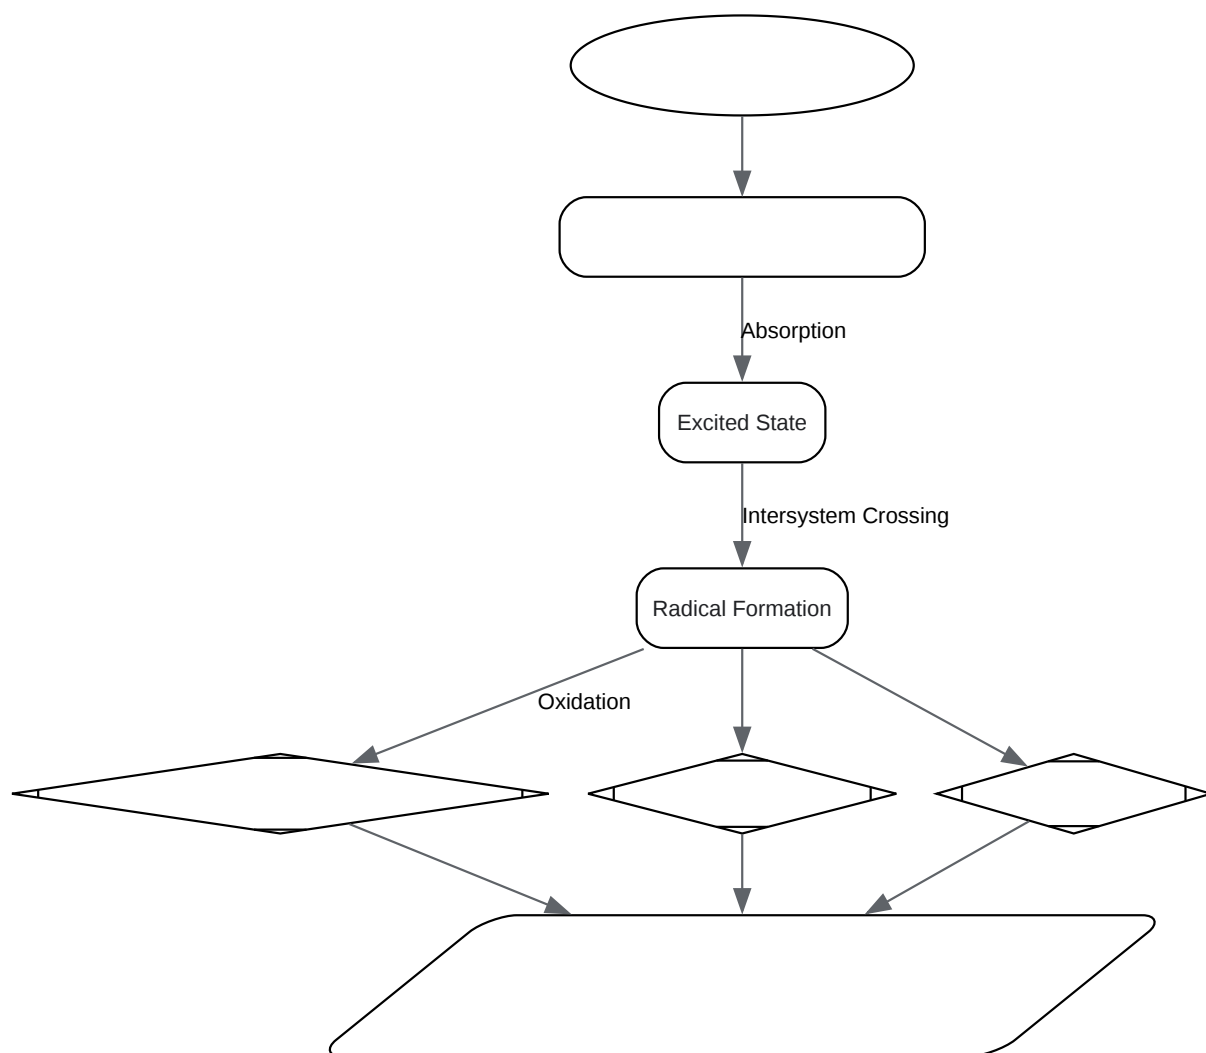 Absorption
Excited State
Intersystem Crossing
Radical Formation
Oxidation